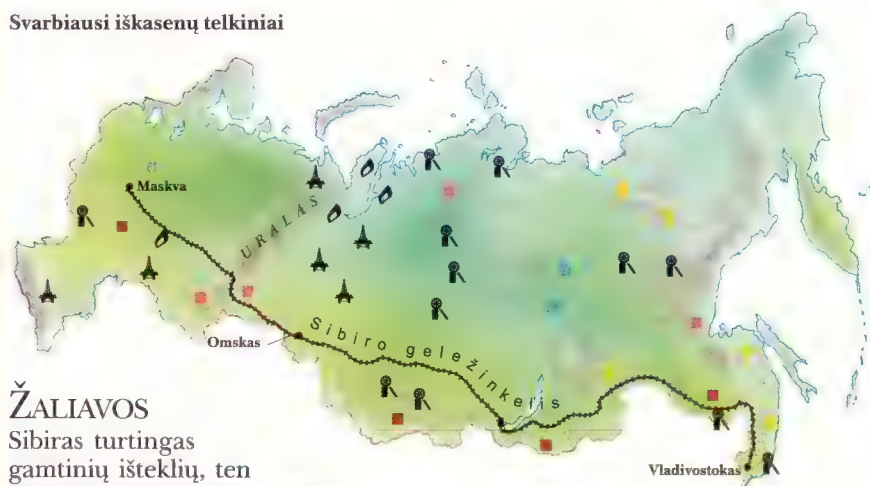 Svarbiausi iškasenų telkiniai
Maskva
URALAS
Omskas
Sibiro geležinkelis
ŽALIAVOS
Sibiras turtingas
gamtinių išteklių, ten
Vladivostokas